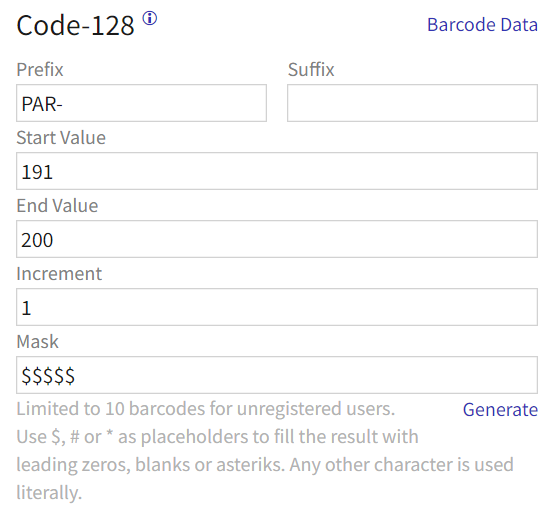 Code-128 ⓘ Barcode Data
Prefix Suffix
PAR-
Start Value
191
End Value
200
Increment
1
Mask
$$$$$
Limited to 10 barcodes for unregistered users. Generate
Use $, # or * as placeholders to fill the result with
leading zeros, blanks or asteriks. Any other character is used
literally.